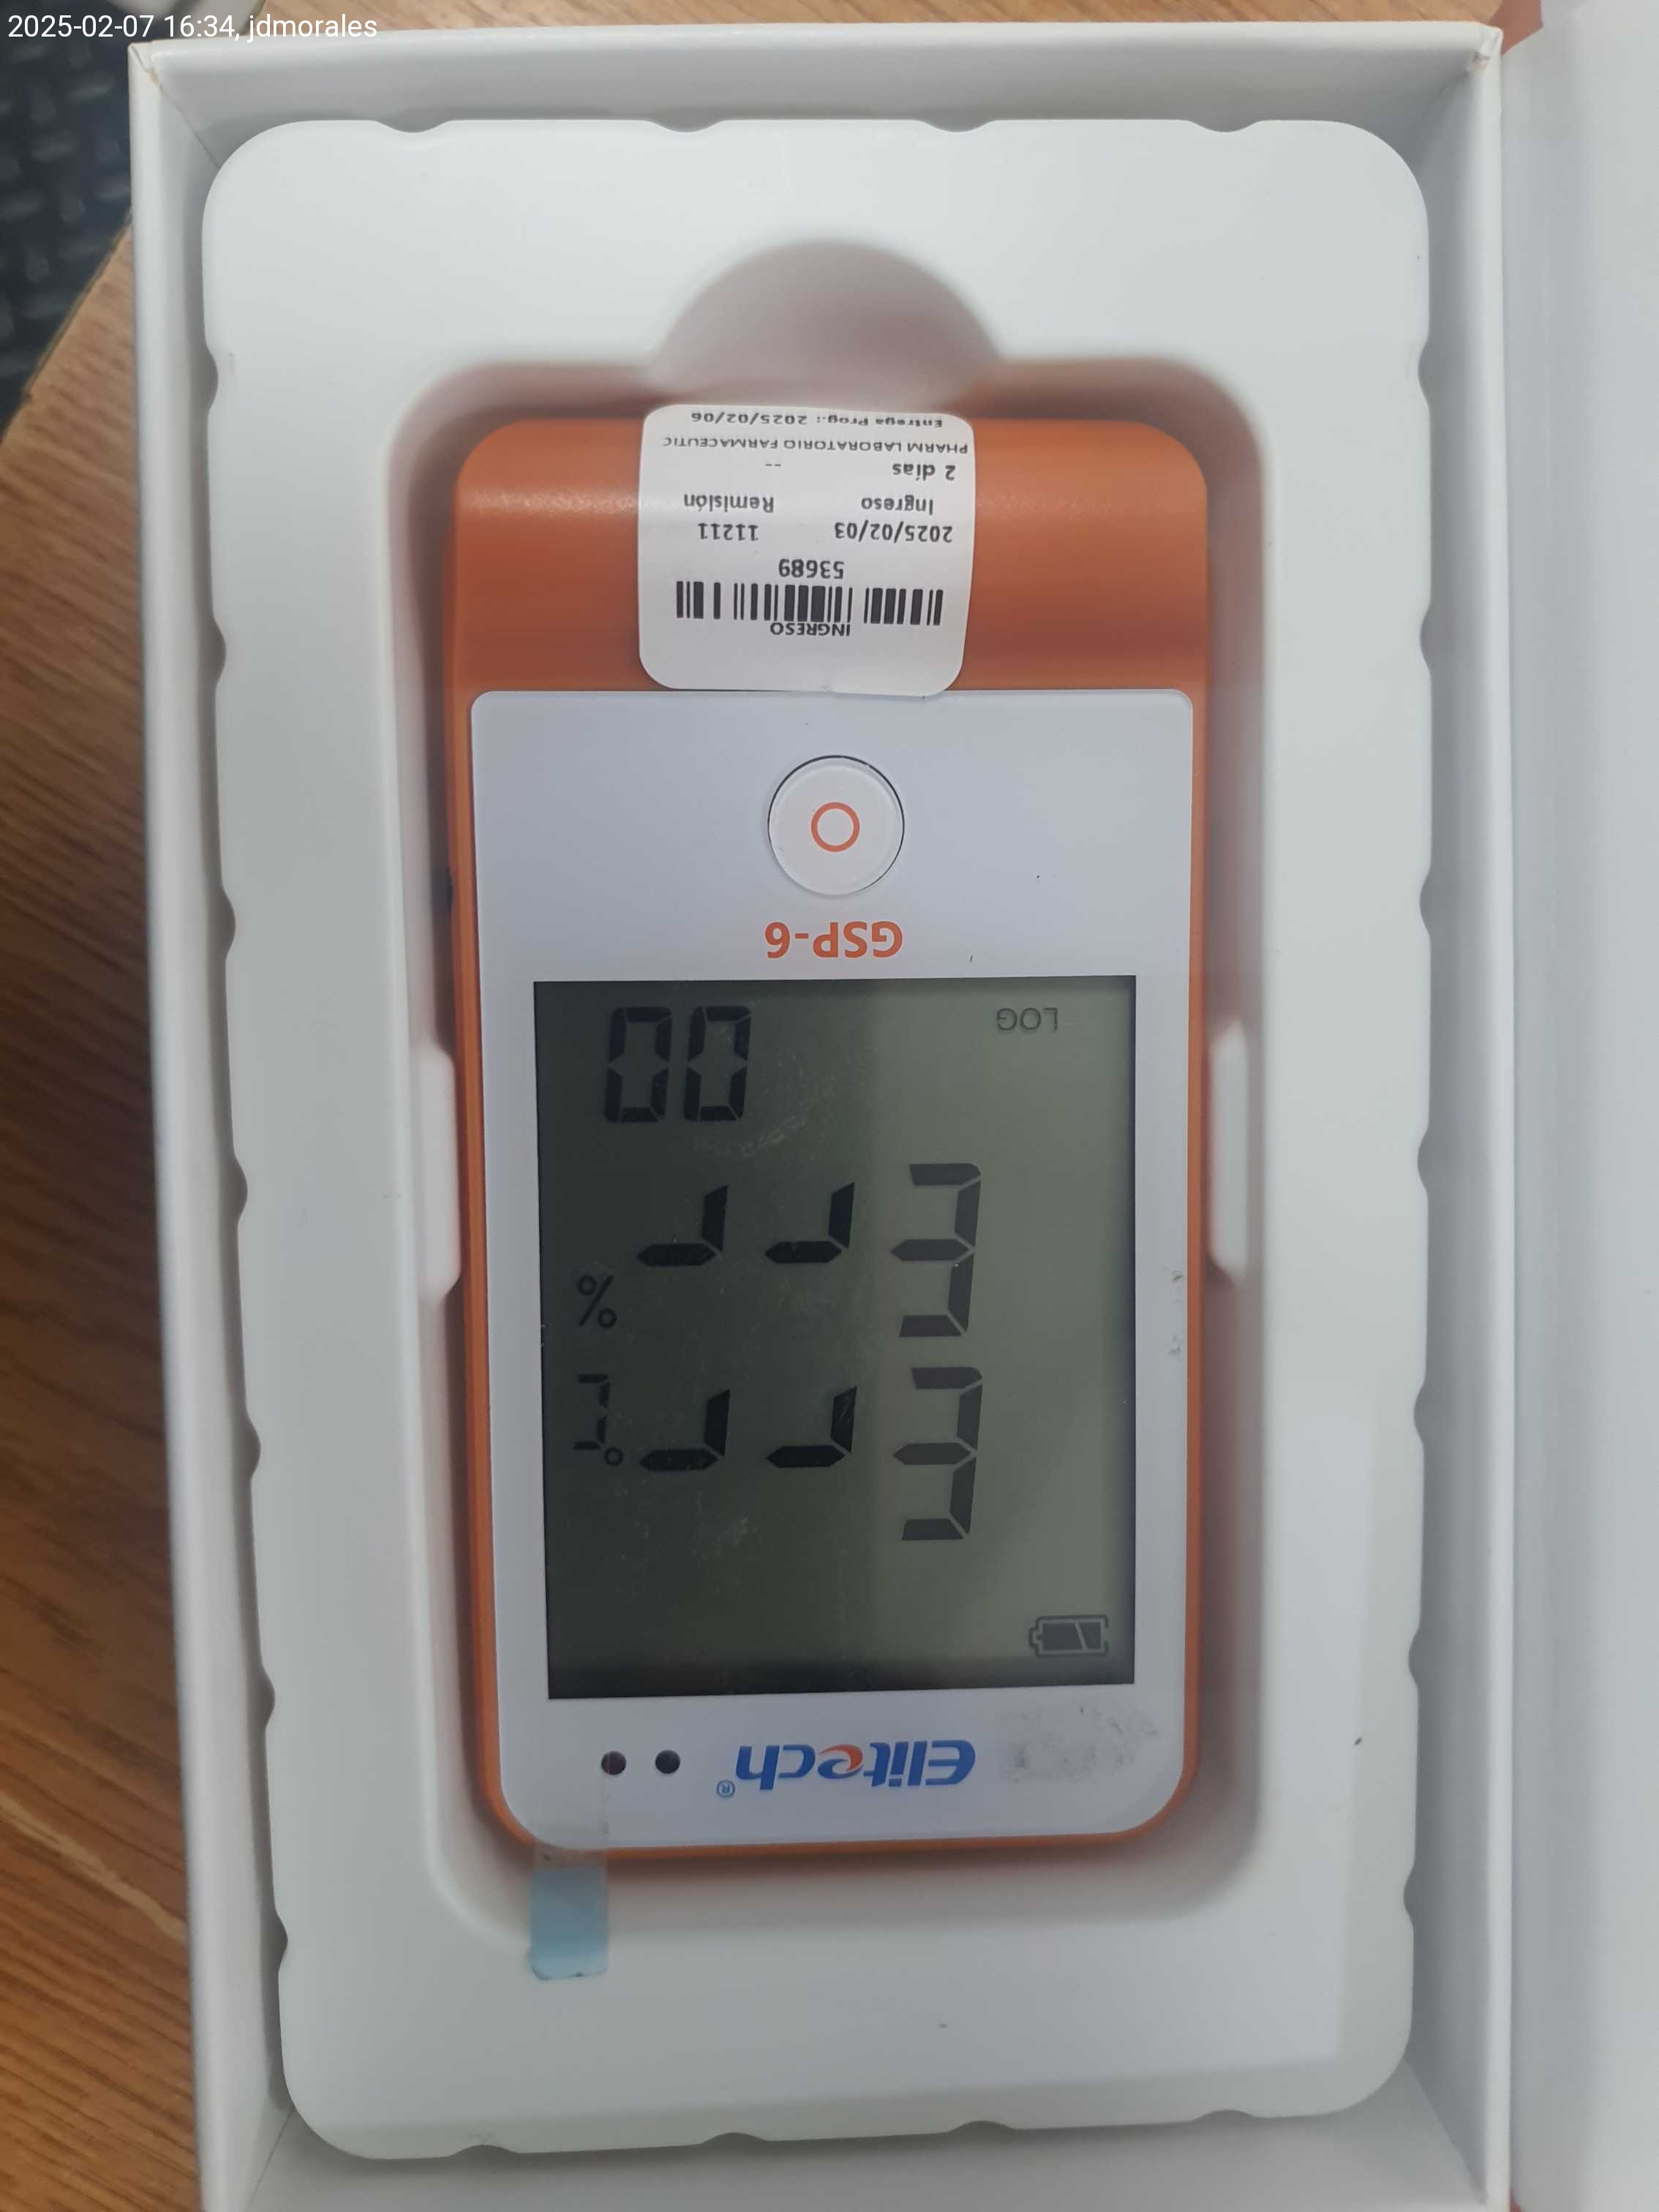 2025-02-07 16:34, jdmorales
Elitech®
Err
°F
Err
%
LOG
00
GSP-6
INGRESO
53689
2025/02/03 11211
Ingreso Remisión
2 días --
PHARM LABORATORIO FARMACEUTIC
Entrega Prog.: 2025/02/06